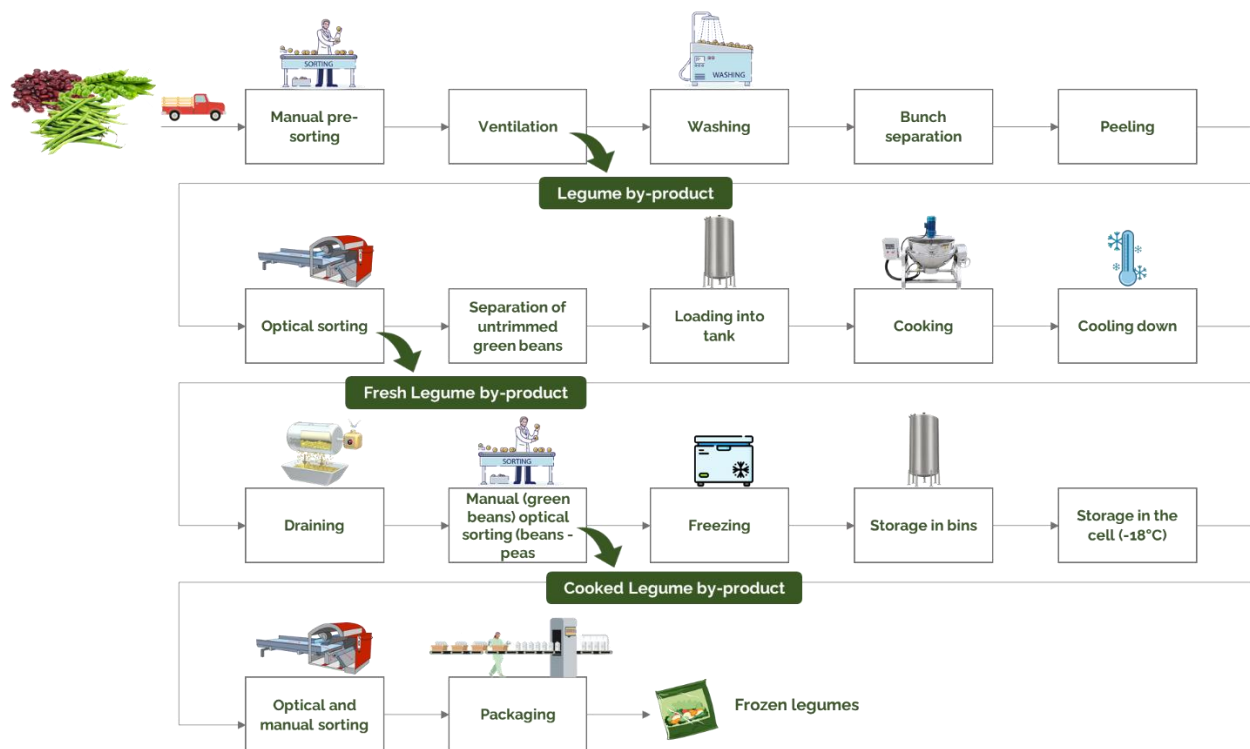 SORTING
WASHING
Manual pre-
sorting
Ventilation
Washing
Bunch
separation
Peeling
Legume by-product
Optical sorting
Separation of
untrimmed
green beans
Loading into
tank
Cooking
Cooling down
Fresh Legume by-product
SORTING
Draining
Manual (green
beans) optical
sorting (beans -
peas
Freezing
Storage in bins
Storage in the
cell (-18°C)
Cooked Legume by-product
Optical and
manual sorting
Packaging
Frozen legumes